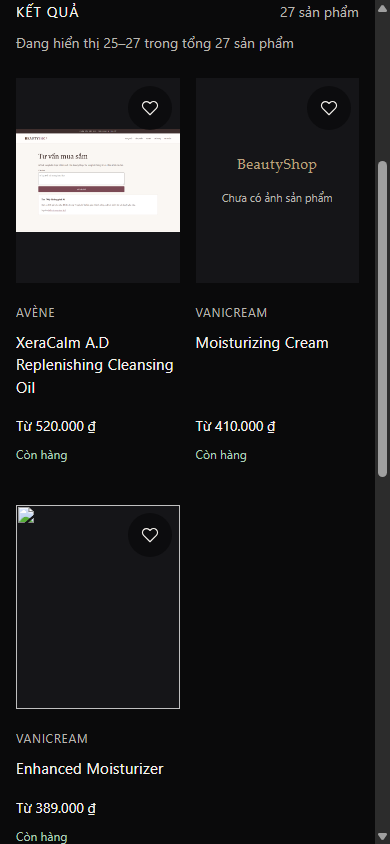 KẾT QUẢ
27 sản phẩm
Đang hiển thị 25–27 trong tổng 27 sản phẩm
Tư vấn mua sắm
BeautyShop
Chưa có ảnh sản phẩm
AVÈNE
VANICREAM
XeraCalm A.D
Replenishing Cleansing
Oil
Moisturizing Cream
Từ 520.000 ₫
Từ 410.000 ₫
Còn hàng
Còn hàng
VANICREAM
Enhanced Moisturizer
Từ 389.000 ₫
Còn hàng